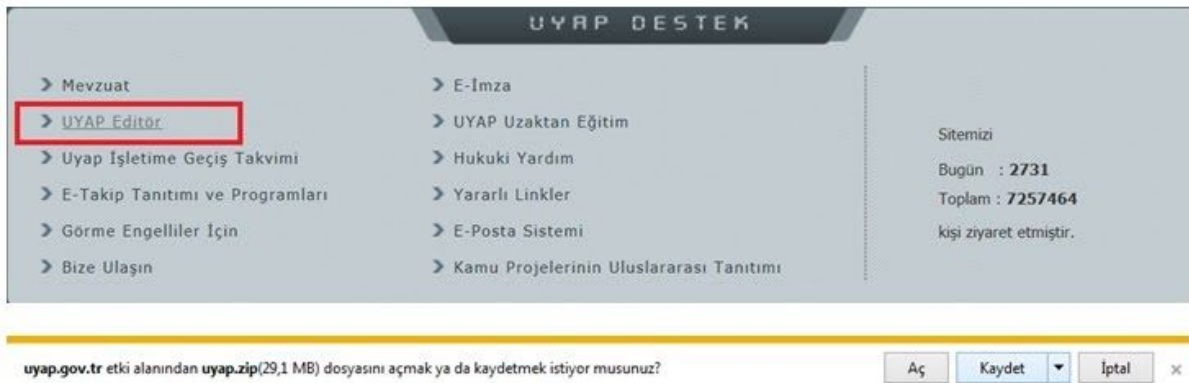 UYAP DESTEK
Mevzuat
UYAP Editör
Uyap İşletime Geçiş Takvimi
E-Takip Tanıtımı ve Programları
Görme Engelliler İçin
Bize Ulaşın
E-İmza
UYAP Uzaktan Eğitim
Hukuki Yardım
Yararlı Linkler
E-Posta Sistemi
Kamu Projelerinin Uluslararası Tanıtımı
Sitemizi
Bugün : 2731
Toplam : 7257464
kişi ziyaret etmiştir.
uyap.gov.tr etki alanından uyap.zip(29,1 MB) dosyasını açmak ya da kaydetmek istiyor musunuz?
Aç
Kaydet
İptal